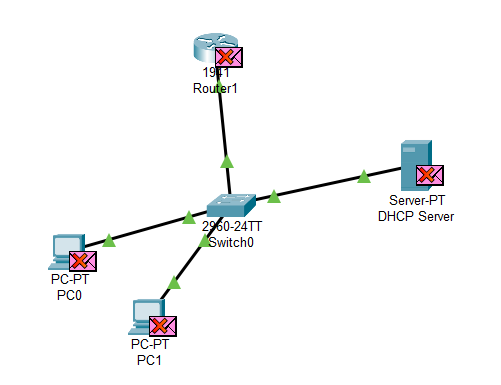 1941
Router1
Server-PT
DHCP Server
2960-24TT
Switch0
PC-PT
PC0
PC-PT
PC1